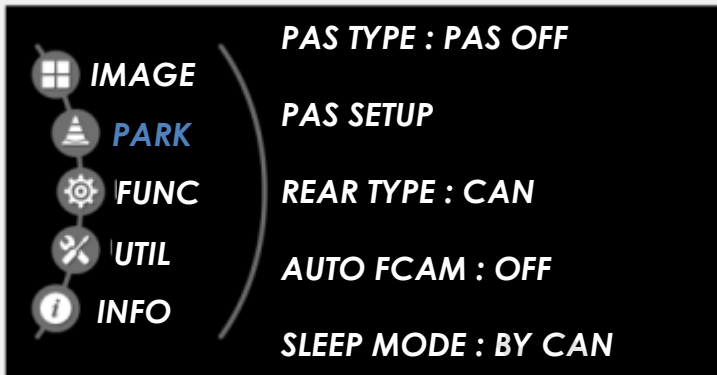 IMAGE
PARK
FUNC
UTIL
INFO
PAS TYPE : PAS OFF
PAS SETUP
REAR TYPE : CAN
AUTO FCAM : OFF
SLEEP MODE : BY CAN